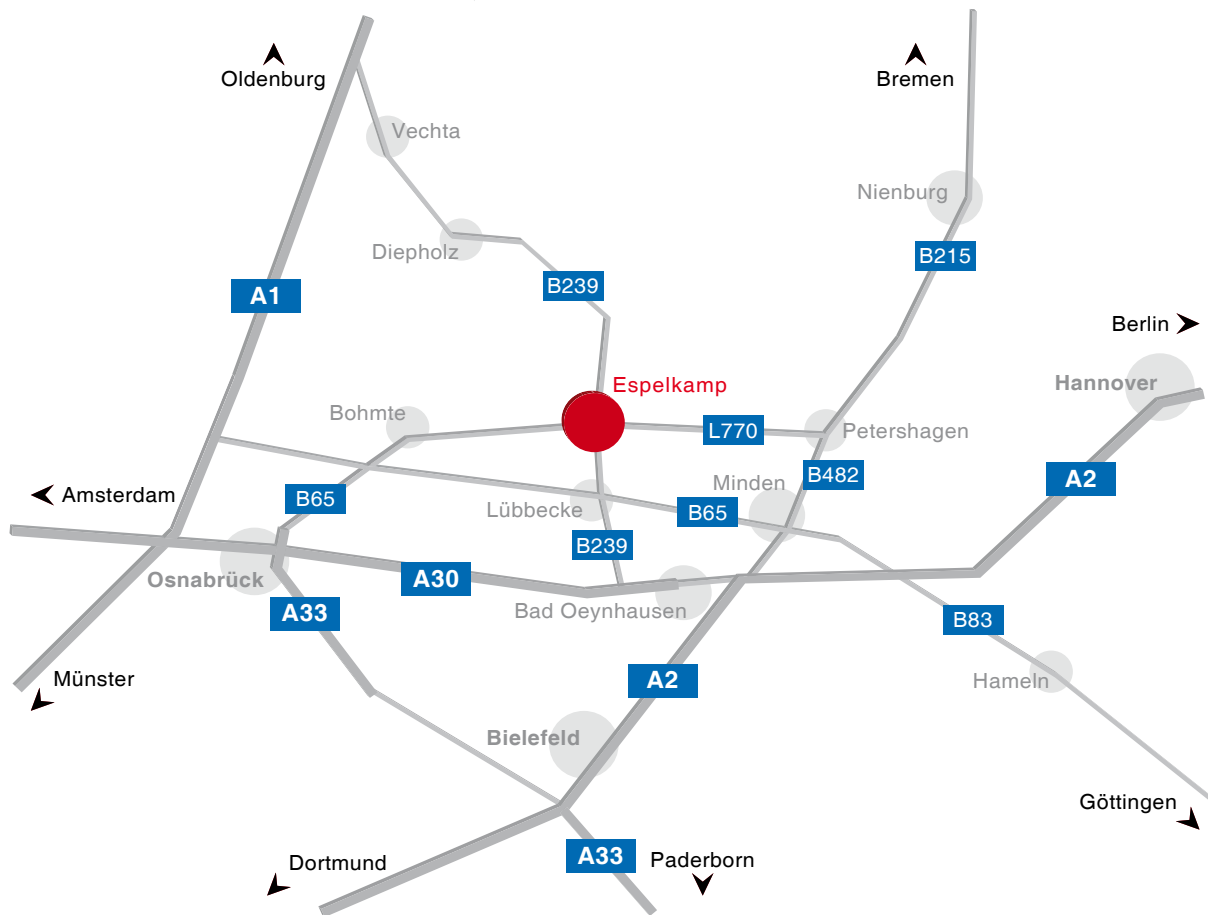 Oldenburg
Bremen
Vechta
Nienburg
Diepholz
B215
B239
A1
Berlin
Hannover
Espelkamp
Bohmte
L770
Petershagen
B482
A2
Minden
Amsterdam
B65
Lübbecke
B65
B239
Osnabrück
A30
A33
Bad Oeynhausen
B83
Münster
A2
Hameln
Bielefeld
Göttingen
Dortmund
A33
Paderborn